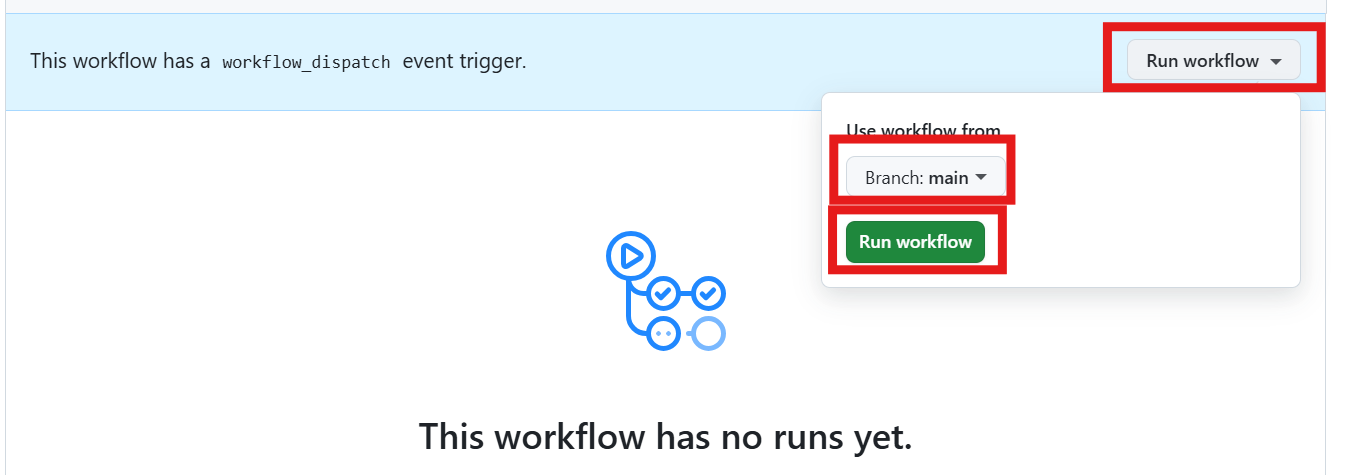 This workflow has a workflow_dispatch event trigger.
Run workflow
Use workflow from
Branch: main
Run workflow
This workflow has no runs yet.